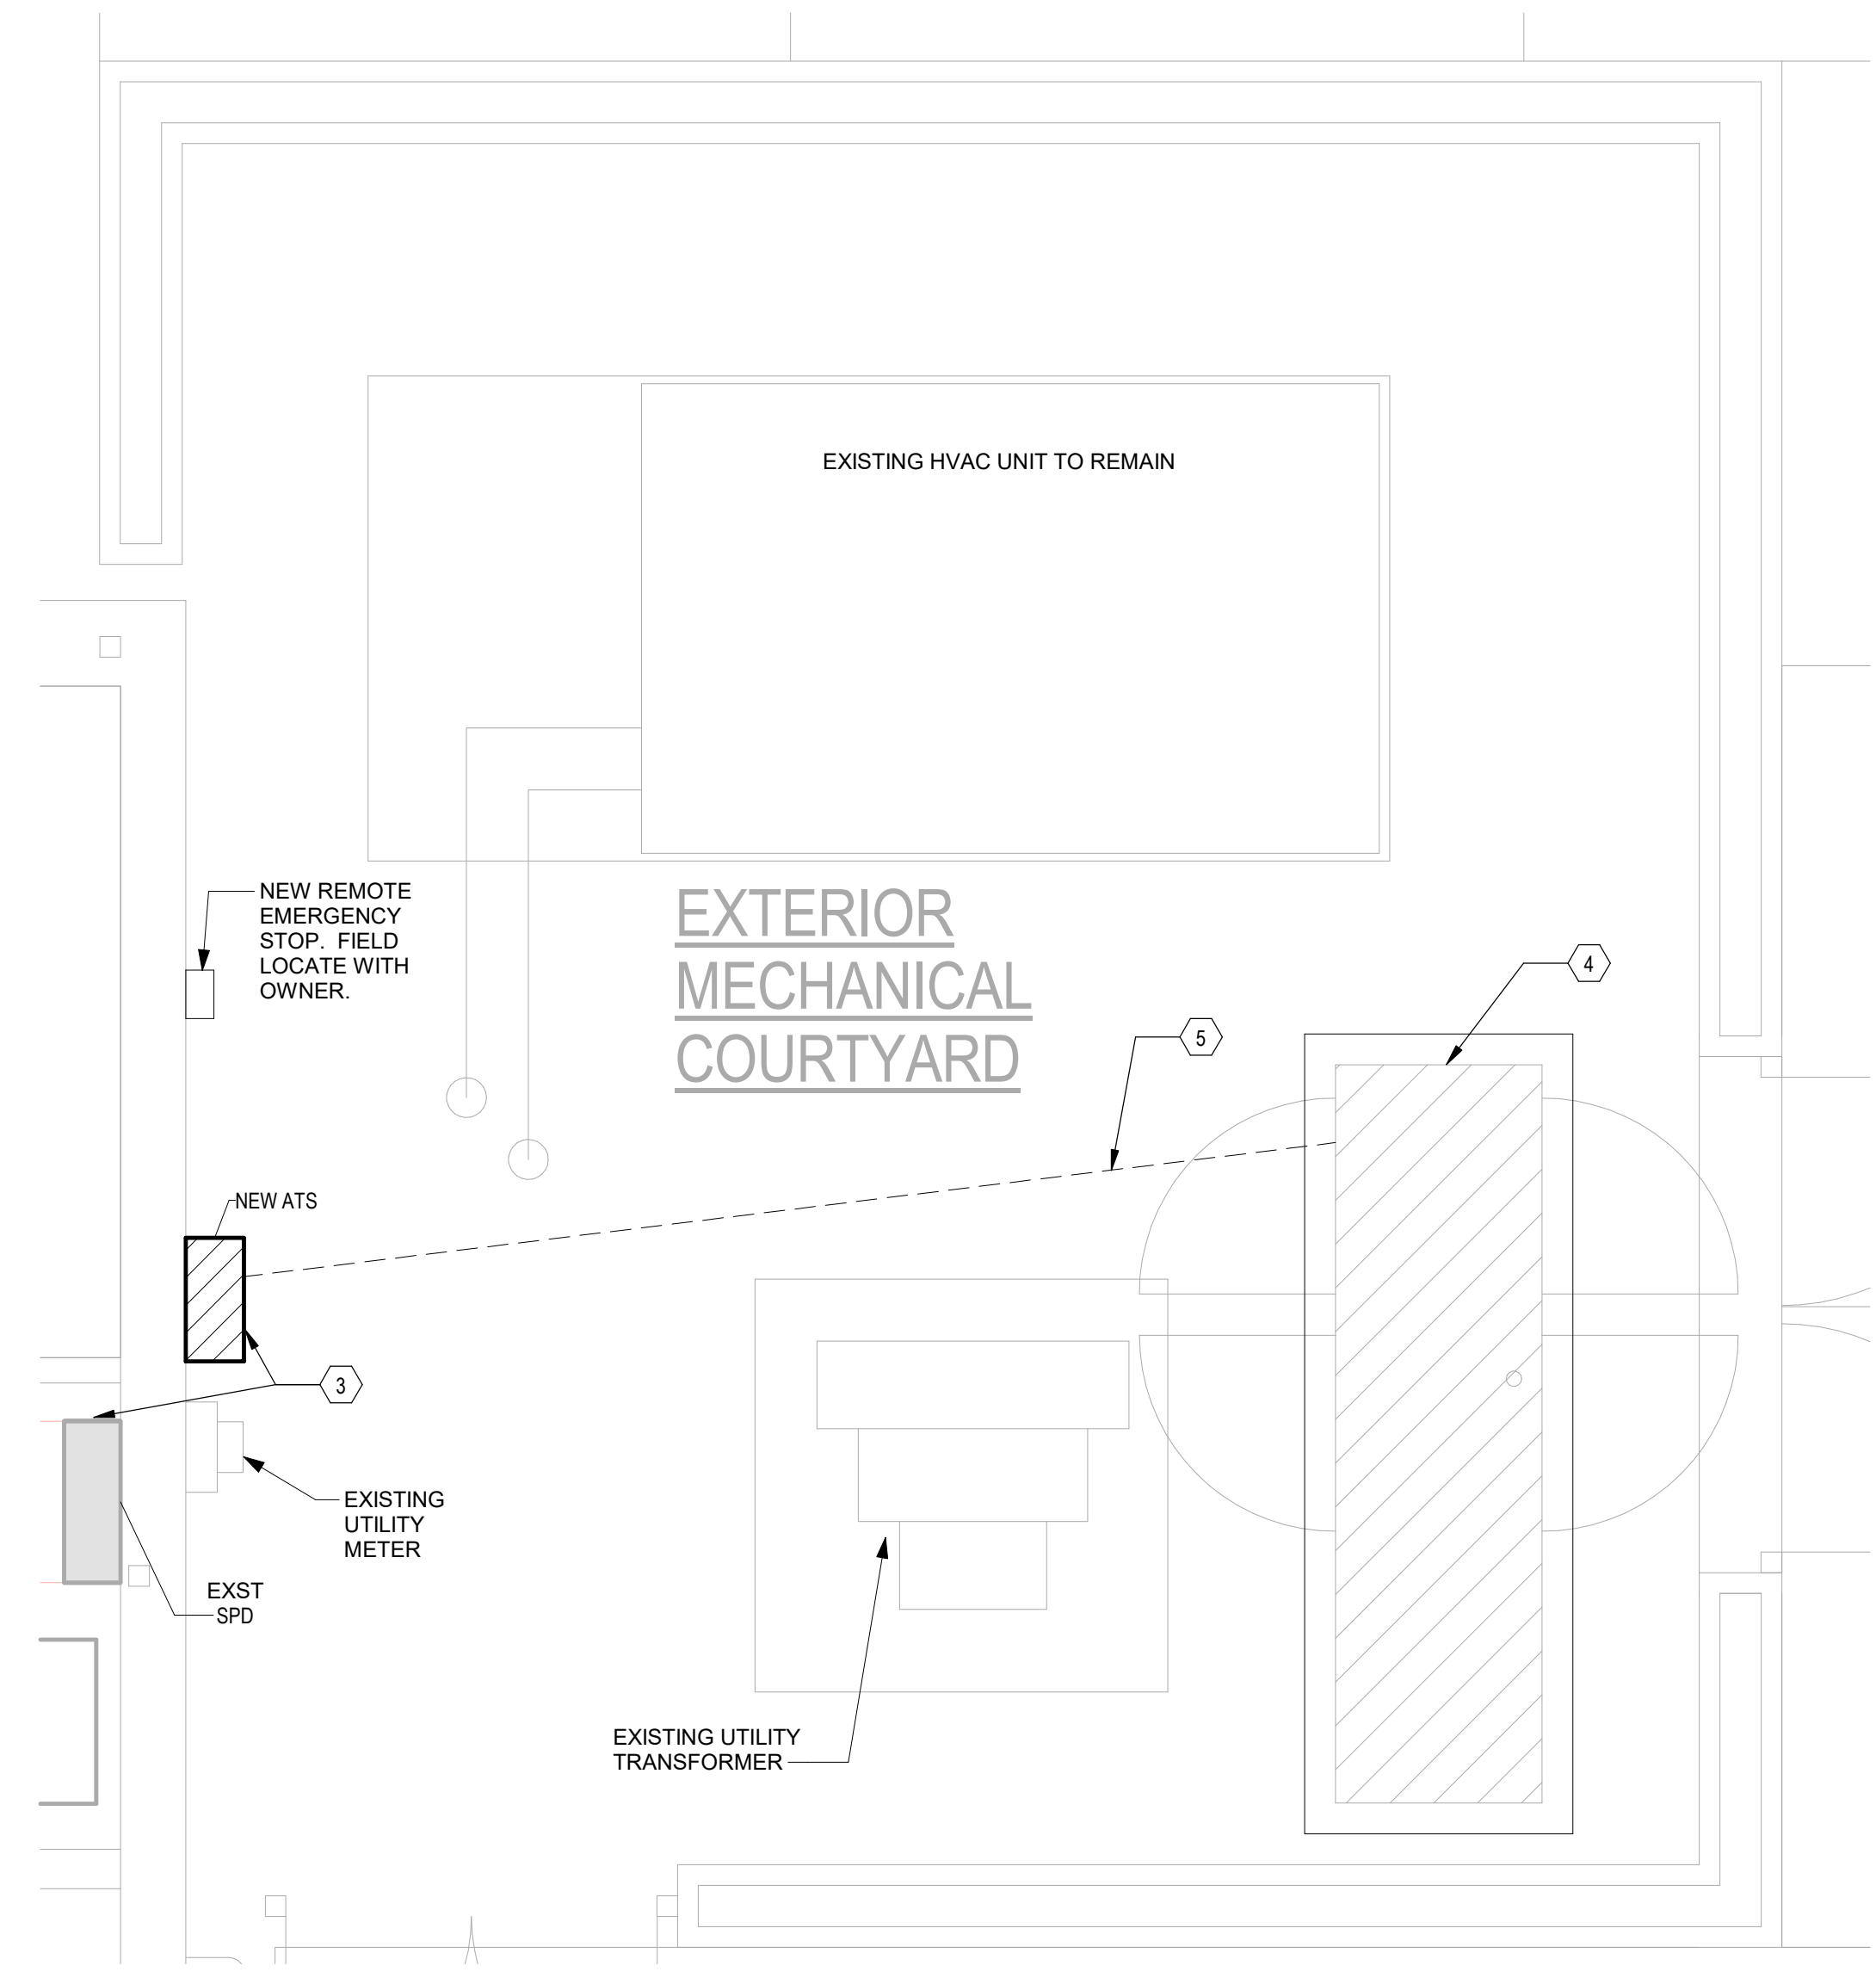 EXISTING HVAC UNIT TO REMAIN
NEW REMOTE
EMERGENCY
STOP.  FIELD
LOCATE WITH
OWNER.
EXTERIOR
MECHANICAL
COURTYARD
4
5
NEW ATS
3
EXISTING
UTILITY
METER
EXST
SPD
EXISTING UTILITY
TRANSFORMER